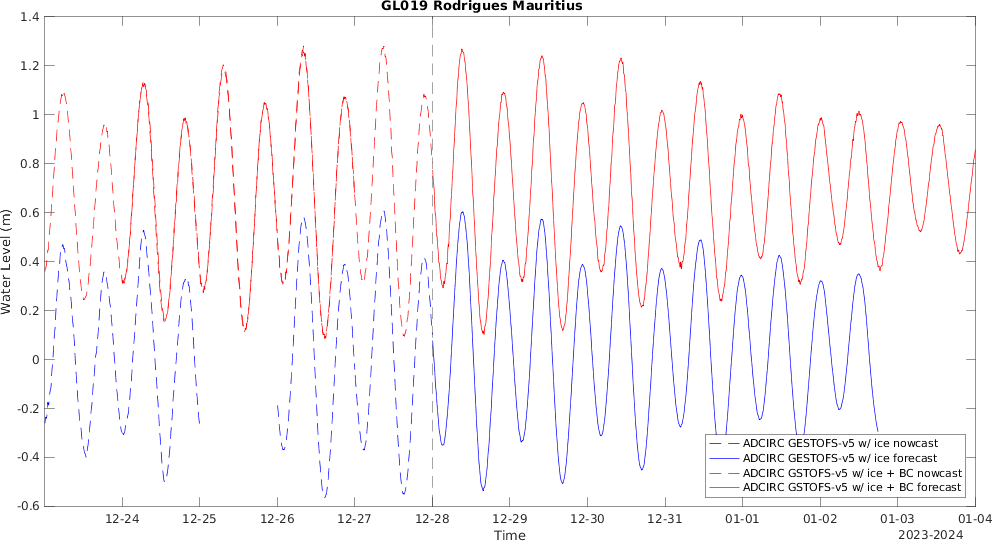 GL019 Rodrigues Mauritius
1.4
1.2
1
0.8
0.6
0.4
0.2
0
-0.2
-0.4
-0.6
Water Level (m)
12-24 12-25 12-26 12-27 12-28 12-29 12-30 12-31 01-01 01-02 01-03 01-04
Time
2023-2024
ADCIRC GESTOFS-v5 w/ ice nowcast
ADCIRC GESTOFS-v5 w/ ice forecast
ADCIRC GSTOFS-v5 w/ ice + BC nowcast
ADCIRC GSTOFS-v5 w/ ice + BC forecast